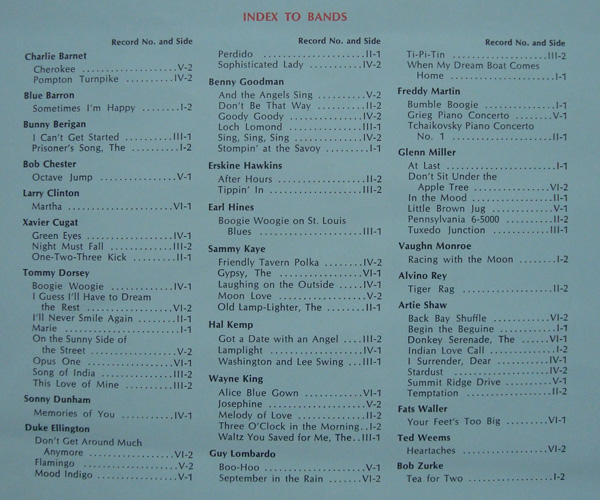 INDEX TO BANDS
Record No. and Side
Charlie Barnet
Cherokee ................. V-2
Pompton Turnpike ........... IV-2
Blue Barron
Sometimes I'm Happy ........ I-2
Bunny Berigan
I Can't Get Started .......... III-1
Prisoner's Song, The .......... I-2
Bob Chester
Octave Jump ................ V-1
Larry Clinton
Martha .................... VI-1
Xavier Cugat
Green Eyes ................. IV-1
Night Must Fall ............. III-2
One-Two-Three Kick ......... II-1
Tommy Dorsey
Boogie Woogie .............. IV-1
I Guess I'll Have to Dream
the Rest .................. VI-2
I'll Never Smile Again ........ II-1
Marie ...................... I-1
On the Sunny Side of
the Street ................. V-2
Opus One .................. VI-1
Song of India ............... III-2
This Love of Mine ........... III-2
Sonny Dunham
Memories of You ............ IV-1
Duke Ellington
Don't Get Around Much
Anymore ................. VI-2
Flamingo ................... V-2
Mood Indigo ................ V-1
Record No. and Side
Perdido .................... II-1
Sophisticated Lady .......... IV-2
Benny Goodman
And the Angels Sing .......... V-2
Don't Be That Way .......... II-2
Goody Goody ............... IV-2
Loch Lomond ............... III-1
Sing, Sing, Sing .............. IV-2
Stompin' at the Savoy ........ I-1
Erskine Hawkins
After Hours ................. II-2
Tippin' In .................. III-2
Earl Hines
Boogie Woogie on St. Louis
Blues .................... III-1
Sammy Kaye
Friendly Tavern Polka ........ IV-2
Gypsy, The ................. VI-1
Laughing on the Outside ..... IV-1
Moon Love ................. V-2
Old Lamp-Lighter, The ....... II-1
Hal Kemp
Got a Date with an Angel .... III-2
Lamplight .................. IV-1
Washington and Lee Swing ... III-1
Wayne King
Alice Blue Gown ............ VI-1
Josephine ................... V-2
Melody of Love ............. II-2
Three O'Clock in the Morning.. I-2
Waltz You Saved for Me, The.. III-1
Guy Lombardo
Boo-Hoo ................... V-1
September in the Rain ....... VI-2
Record No. and Side
Ti-Pi-Tin ................... III-2
When My Dream Boat Comes
Home .................... I-1
Freddy Martin
Bumble Boogie .............. I-1
Grieg Piano Concerto ........ V-1
Tchaikovsky Piano Concerto
No. 1 ................... II-1
Glenn Miller
At Last ..................... I-1
Don't Sit Under the
Apple Tree ............... VI-2
In the Mood ................ II-1
Little Brown Jug ............. V-1
Pennsylvania 6-5000 ......... II-2
Tuxedo Junction ............ III-1
Vaughn Monroe
Racing with the Moon ........ I-2
Alvino Rey
Tiger Rag .................. II-2
Artie Shaw
Back Bay Shuffle ............ VI-2
Begin the Beguine ........... I-1
Donkey Serenade, The ...... VI-1
Indian Love Call ............. I-2
I Surrender, Dear ........... IV-1
Stardust ................... IV-2
Summit Ridge Drive .......... V-1
Temptation ................. II-2
Fats Waller
Your Feet's Too Big ......... VI-1
Ted Weems
Heartaches ................. VI-2
Bob Zurke
Tea for Two ................. I-2